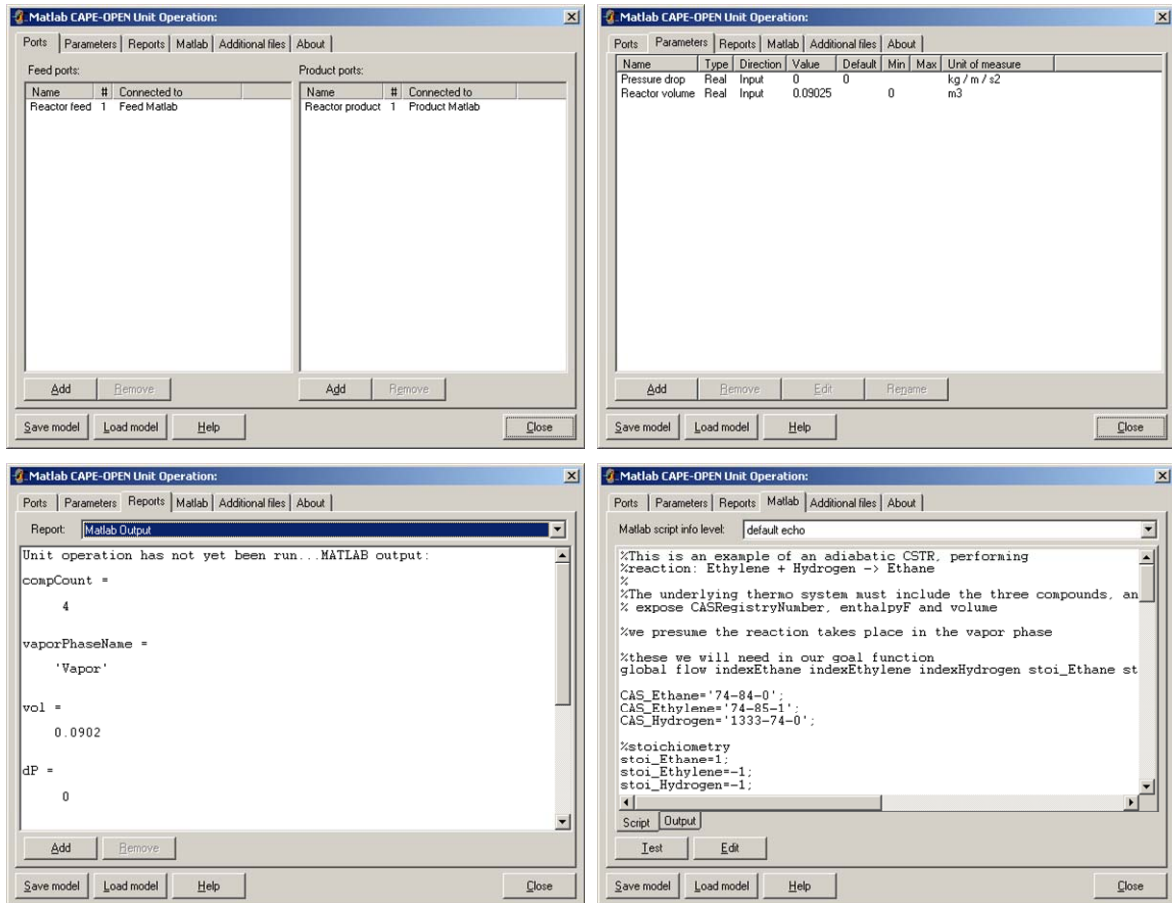 Matlab CAPE-OPEN Unit Operation:
Ports Parameters Reports Matlab Additional files About
Feed ports:
Name # Connected to
Reactor feed 1 Feed Matlab
Product ports:
Name # Connected to
Reactor product 1 Product Matlab
Add Remove
Add Remove
Save model Load model Help Close
Matlab CAPE-OPEN Unit Operation:
Ports Parameters Reports Matlab Additional files About
Name Type Direction Value Default Min Max Unit of measure
Pressure drop Real Input 0 0 kg / m / s2
Reactor volume Real Input 0.09025 0 m3
Add Remove Edit Rename
Save model Load model Help Close
Matlab CAPE-OPEN Unit Operation:
Ports Parameters Reports Matlab Additional files About
Report: Matlab Output
Unit operation has not yet been run...MATLAB output:
compCount =
4
vaporPhaseName =
'Vapor'
vol =
0.0902
dP =
0
Add Remove
Save model Load model Help Close
Matlab CAPE-OPEN Unit Operation:
Ports Parameters Reports Matlab Additional files About
Matlab script info level: default echo
%This is an example of an adiabatic CSTR, performing
%reaction: Ethylene + Hydrogen -> Ethane
%
%The underlying thermo system must include the three compounds, an
% expose CASRegistryNumber, enthalpyF and volume
%we presume the reaction takes place in the vapor phase
%these we will need in our goal function
global flow indexEthane indexEthylene indexHydrogen stoi_Ethane st
CAS_Ethane='74-84-0';
CAS_Ethylene='74-85-1';
CAS_Hydrogen='1333-74-0';
%stoichiometry
stoi_Ethane=1;
stoi_Ethylene=-1;
stoi_Hydrogen=-1;
Script Output
Test Edit
Save model Load model Help Close